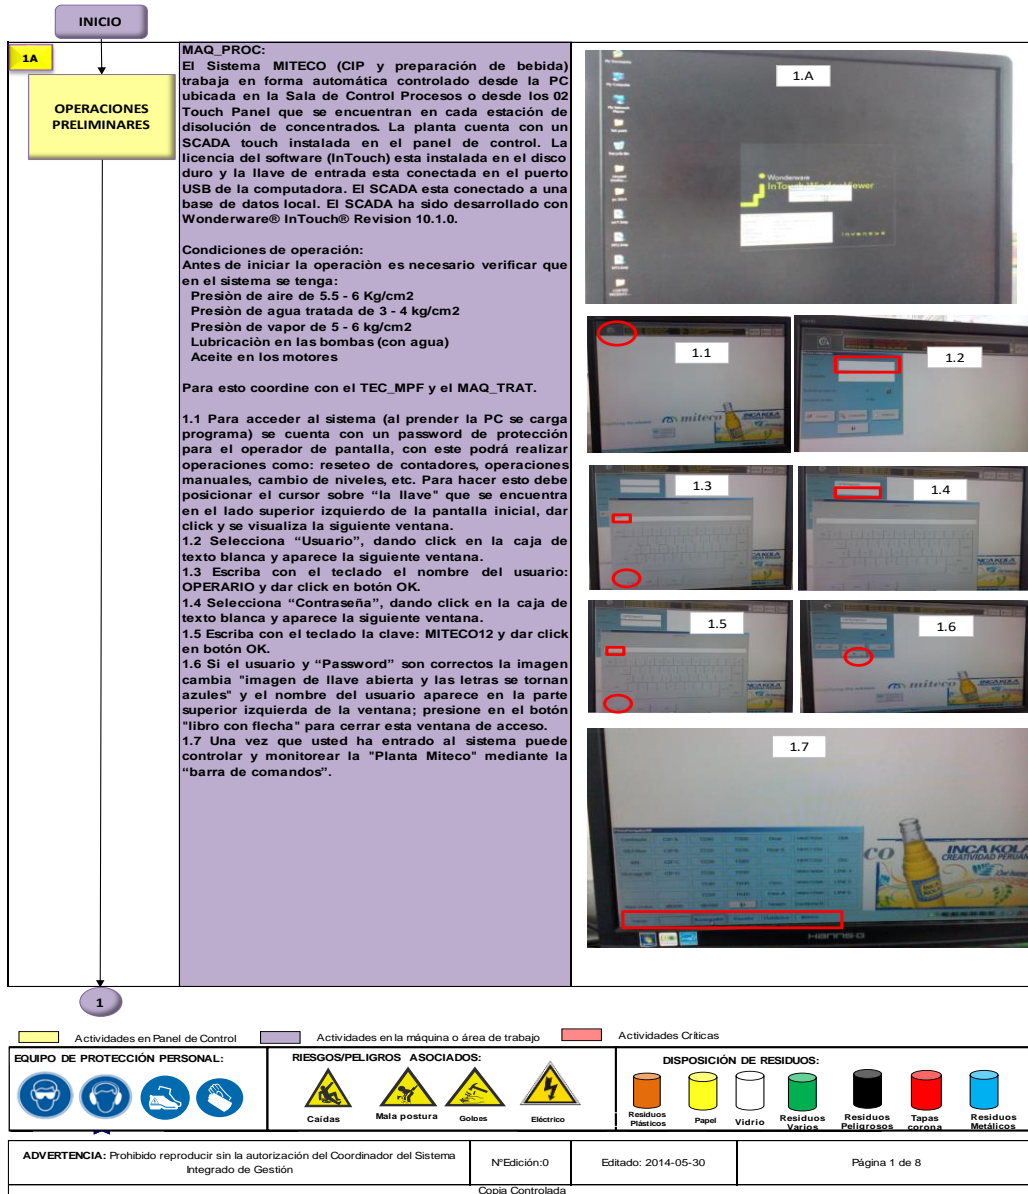 INICIO
1A
OPERACIONES
PRELIMINARES
MAQ_PROC:
El Sistema MITECO (CIP y preparación de bebida)
trabaja en forma automática controlado desde la PC
ubicada en la Sala de Control Procesos o desde los 02
Touch Panel que se encuentran en cada estación de
disolución de concentrados. La planta cuenta con un
SCADA touch instalada en el panel de control. La
licencia del software (InTouch) esta instalada en el disco
duro y la llave de entrada esta conectada en el puerto
USB de la computadora. El SCADA esta conectado a una
base de datos local. El SCADA ha sido desarrollado con
Wonderware® InTouch® Revision 10.1.0.
Condiciones de operación:
Antes de iniciar la operaciòn es necesario verificar que
en el sistema se tenga:
Presiòn de aire de 5.5 - 6 Kg/cm2
Presiòn de agua tratada de 3 - 4 kg/cm2
Presión de vapor de 5 - 6 kg/cm2
Lubricaciòn en las bombas (con agua)
Aceite en los motores
Para esto coordine con el TEC_MPF y el MAQ_TRAT.
1.1 Para acceder al sistema (al prender la PC se carga
programa) se cuenta con un password de protección
para el operador de pantalla, con este podrá realizar
operaciones como: reseteo de contadores, operaciones
manuales, cambio de niveles, etc. Para hacer esto debe
posicionar el cursor sobre “la llave" que se encuentra
en el lado superior izquierdo de la pantalla inicial, dar
click y se visualiza la siguiente ventana.
1.2 Selecciona “Usuario”, dando click en la caja de
texto blanca y aparece la siguiente ventana.
1.3 Escriba con el teclado el nombre del usuario:
OPERARIO y dar click en botón OK.
1.4 Selecciona “Contraseña”, dando click en la caja de
texto blanca y aparece la siguiente ventana.
1.5 Escriba con el teclado la clave: MITECO12 y dar click
en botón OK.
1.6 Si el usuario y “Password” son correctos la imagen
cambia "imagen de llave abierta y las letras se tornan
azules" y el nombre del usuario aparece en la parte
superior izquierda de la ventana; presione en el botón
"libro con flecha" para cerrar esta ventana de acceso.
1.7 Una vez que usted ha entrado al sistema puede
controlar y monitorear la "Planta Miteco" mediante la
“barra de comandos”.
1.A
Wonderware
InTouch Window Viewer
invensys
1.1
miteco
INCA KOLA
1.2
1.3
1.4
INCA KOLA
1.5
1.6
miteco
INCA KOLA
1.7
INCA KOLA
CREATIVIDAD PERUANA
HANNS-G
1
Actividades en Panel de Control
Actividades en la máquina o área de trabajo
Actividades Críticas
EQUIPO DE PROTECCIÓN PERSONAL:
RIESGOS/PELIGROS ASOCIADOS:
Caídas
Mala postura
Golpes
Eléctrico
DISPOSICIÓN DE RESIDUOS:
Residuos Plásticos
Papel
Vidrio
Residuos Varios
Residuos Peligrosos
Tapas corona
Residuos Metálicos
ADVERTENCIA: Prohibido reproducir sin la autorización del Coordinador del Sistema
Integrado de Gestión
N°Edición:0
Editado: 2014-05-30
Página 1 de 8
Copia Controlada